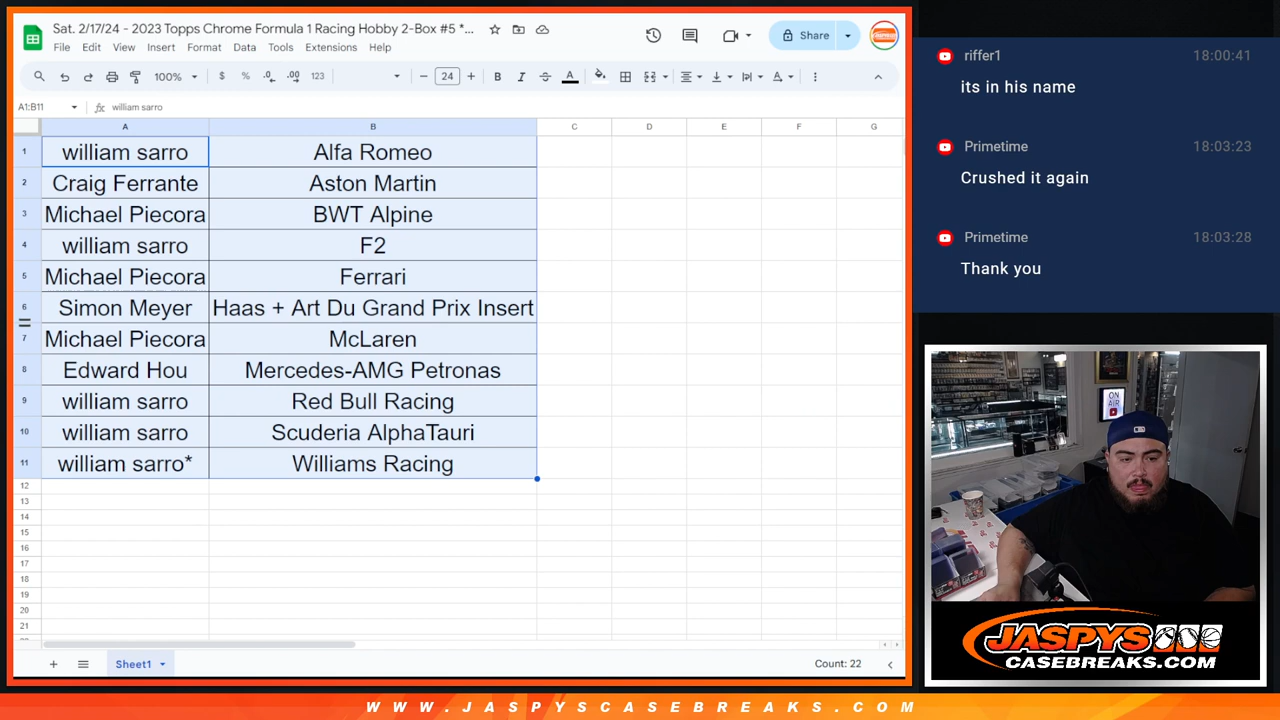 Sat. 2/17/24 - 2023 Topps Chrome Formula 1 Racing Hobby 2-Box #5 *...
File Edit View Insert Format Data Tools Extensions Help
Share
100% $ % .0 .00 123 − 24 + B I S A
A1:B11 fx william sarro
A B C D E F G
1 william sarro Alfa Romeo
2 Craig Ferrante Aston Martin
3 Michael Piecora BWT Alpine
4 william sarro F2
5 Michael Piecora Ferrari
6 Simon Meyer Haas + Art Du Grand Prix Insert
7 Michael Piecora McLaren
8 Edward Hou Mercedes-AMG Petronas
9 william sarro Red Bull Racing
10 william sarro Scuderia AlphaTauri
11 william sarro* Williams Racing
12
13
14
15
16
17
18
19
20
21
+ Sheet1 Count: 22
riffer1 18:00:41
its in his name
Primetime 18:03:23
Crushed it again
Primetime 18:03:28
Thank you
ON
AIR
JASPYS
CASEBREAKS.COM
WWW.JASPYSCASEBREAKS.COM